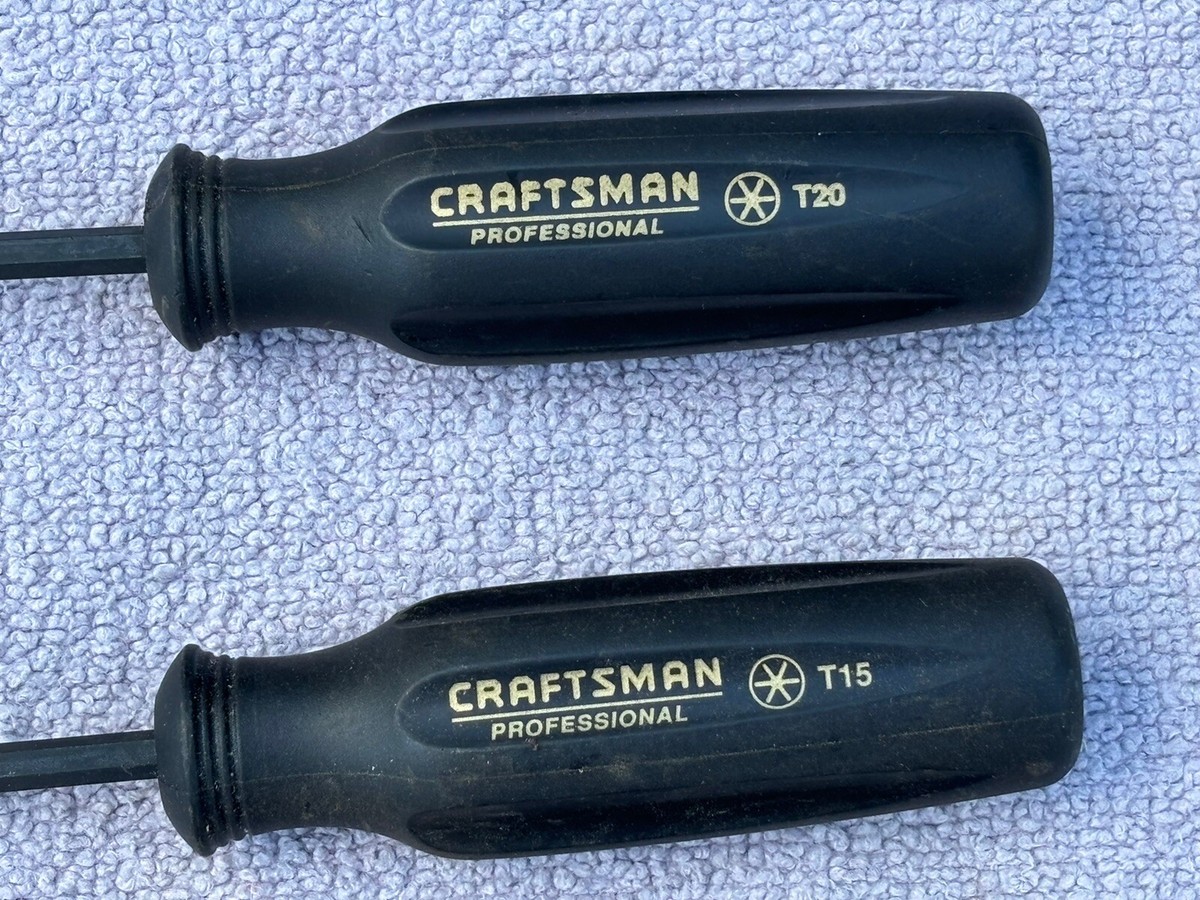 CRAFTSMAN T20
PROFESSIONAL
CRAFTSMAN T15
PROFESSIONAL